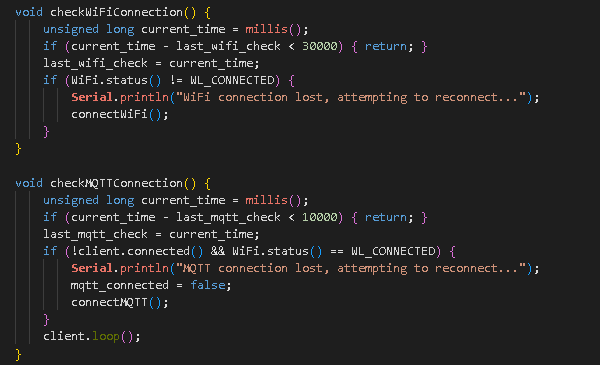 void checkWiFiConnection() {
    unsigned long current_time = millis();
    if (current_time - last_wifi_check < 30000) { return; }
    last_wifi_check = current_time;
    if (WiFi.status() != WL_CONNECTED) {
        Serial.println("WiFi connection lost, attempting to reconnect...");
        connectWiFi();
    }
}

void checkMQTTConnection() {
    unsigned long current_time = millis();
    if (current_time - last_mqtt_check < 10000) { return; }
    last_mqtt_check = current_time;
    if (!client.connected() && WiFi.status() == WL_CONNECTED) {
        Serial.println("MQTT connection lost, attempting to reconnect...");
        mqtt_connected = false;
        connectMQTT();
    }
    client.loop();
}